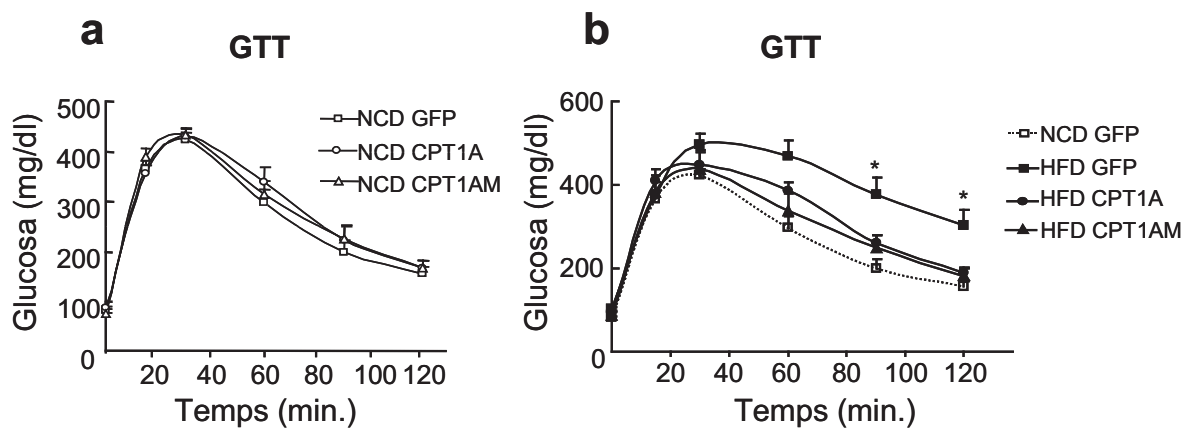 a
GTT
Glucosa (mg/dl)
500
400
300
200
100
0
20 40 60 80 100 120
Temps (min.)
NCD GFP
NCD CPT1A
NCD CPT1AM
b
GTT
Glucosa (mg/dl)
600
400
200
0
20 40 60 80 100 120
Temps (min.)
*
*
NCD GFP
HFD GFP
HFD CPT1A
HFD CPT1AM